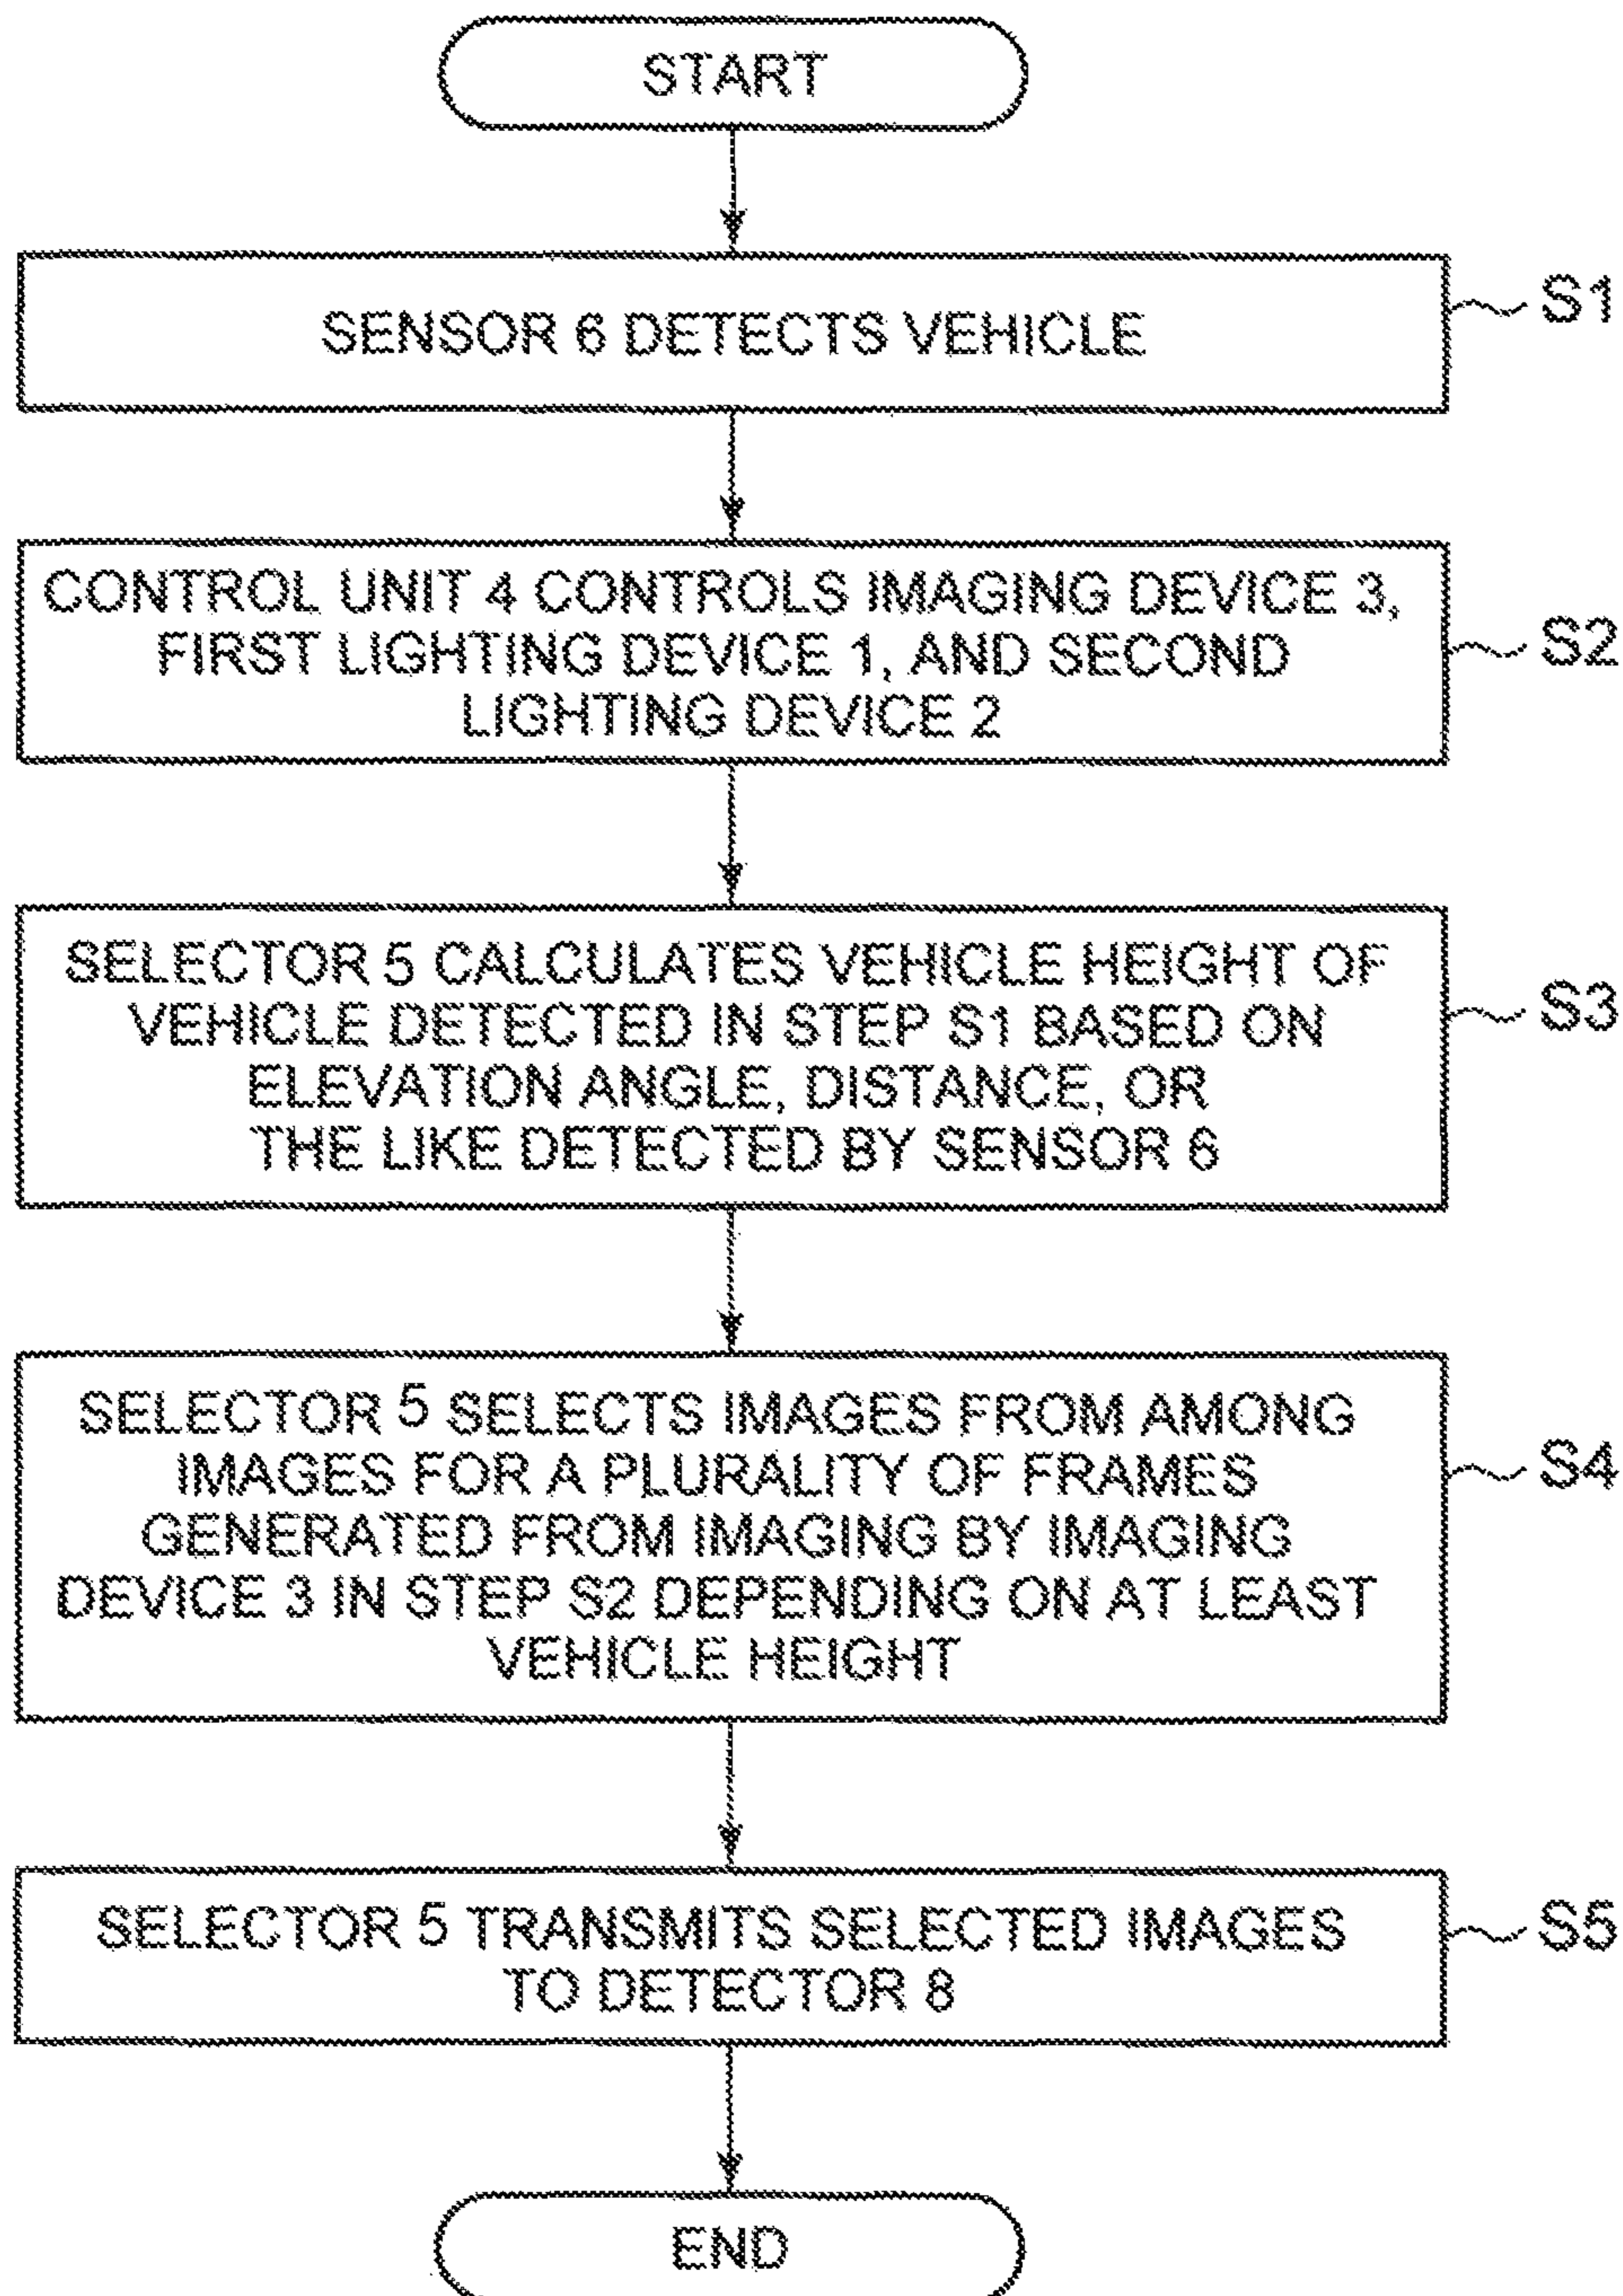 START
SENSOR 6 DETECTS VEHICLE
S1
CONTROL UNIT 4 CONTROLS IMAGING DEVICE 3,
FIRST LIGHTING DEVICE 1, AND SECOND
LIGHTING DEVICE 2
S2
SELECTOR 5 CALCULATES VEHICLE HEIGHT OF
VEHICLE DETECTED IN STEP S1 BASED ON
ELEVATION ANGLE, DISTANCE, OR
THE LIKE DETECTED BY SENSOR 6
S3
SELECTOR 5 SELECTS IMAGES FROM AMONG
IMAGES FOR A PLURALITY OF FRAMES
GENERATED FROM IMAGING BY IMAGING
DEVICE 3 IN STEP S2 DEPENDING ON AT LEAST
VEHICLE HEIGHT
S4
SELECTOR 5 TRANSMITS SELECTED IMAGES
TO DETECTOR 8
S5
END